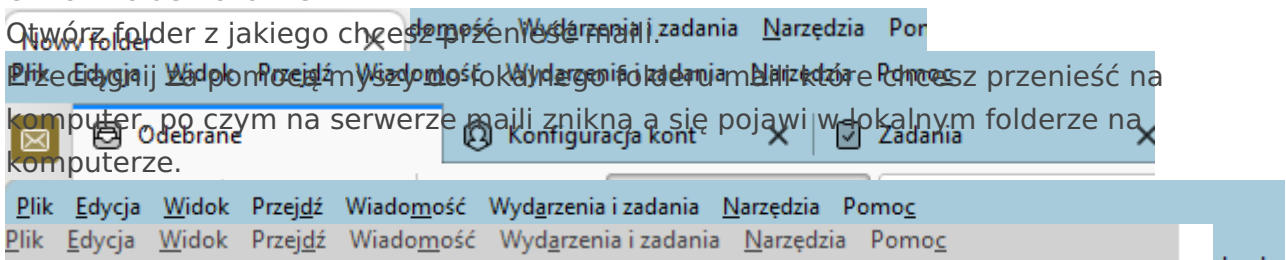 Otwórz folder z jakiego chcesz przenieść maili.
Nowy folder
domość Wydarzenia i zadania Narzędzia Pom
Przeciągnij za pomocą myszy do lokalnego folderu maili które chcesz przenieść na
Plik Edycja Widok Przejdź Wiadomość Wydarzenia i zadania Narzędzia Pomoc
komputer, po czym na serwerze maili znikną a się pojawi w lokalnym folderze na
Odebrane Konfiguracja kont Zadania
komputerze.
Plik Edycja Widok Przejdź Wiadomość Wydarzenia i zadania Narzędzia Pomoc
Plik Edycja Widok Przejdź Wiadomość Wydarzenia i zadania Narzędzia Pomoc